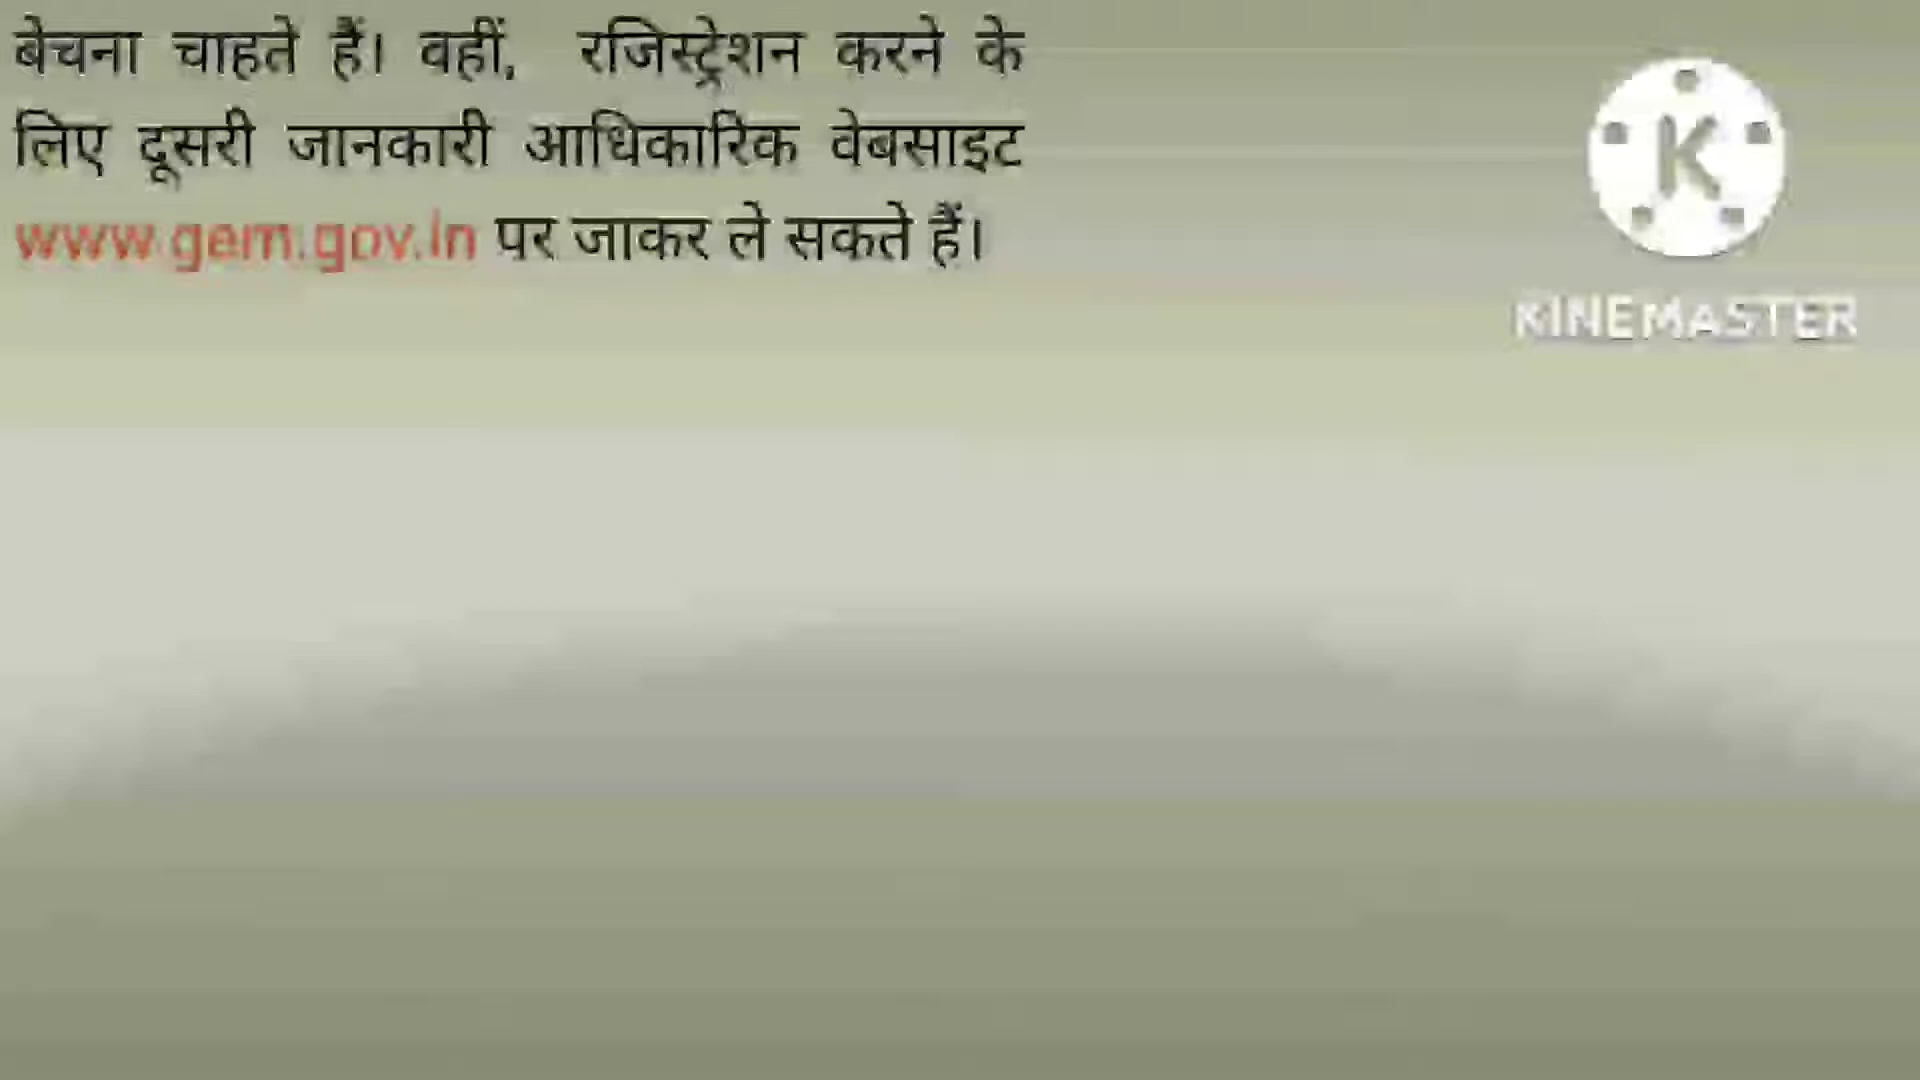 बेचना चाहते हैं। वहीं, रजिस्ट्रेशन करने के
लिए दूसरी जानकारी आधिकारिक वेबसाइट
www.gem.gov.in पर जाकर ले सकते हैं।
K
KINEMASTER